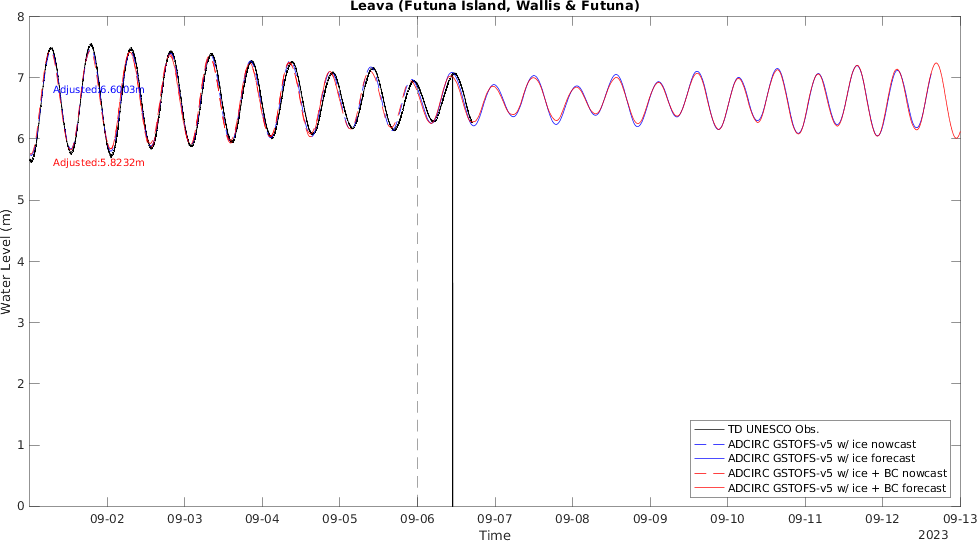 Leava (Futuna Island, Wallis & Futuna)
8
7
6
5
4
3
2
1
0
Water Level (m)
Adjusted:6.6003m
Adjusted:5.8232m
TD UNESCO Obs.
ADCIRC GSTOFS-v5 w/ ice nowcast
ADCIRC GSTOFS-v5 w/ ice forecast
ADCIRC GSTOFS-v5 w/ ice + BC nowcast
ADCIRC GSTOFS-v5 w/ ice + BC forecast
09-02 09-03 09-04 09-05 09-06 09-07 09-08 09-09 09-10 09-11 09-12 09-13
Time
2023